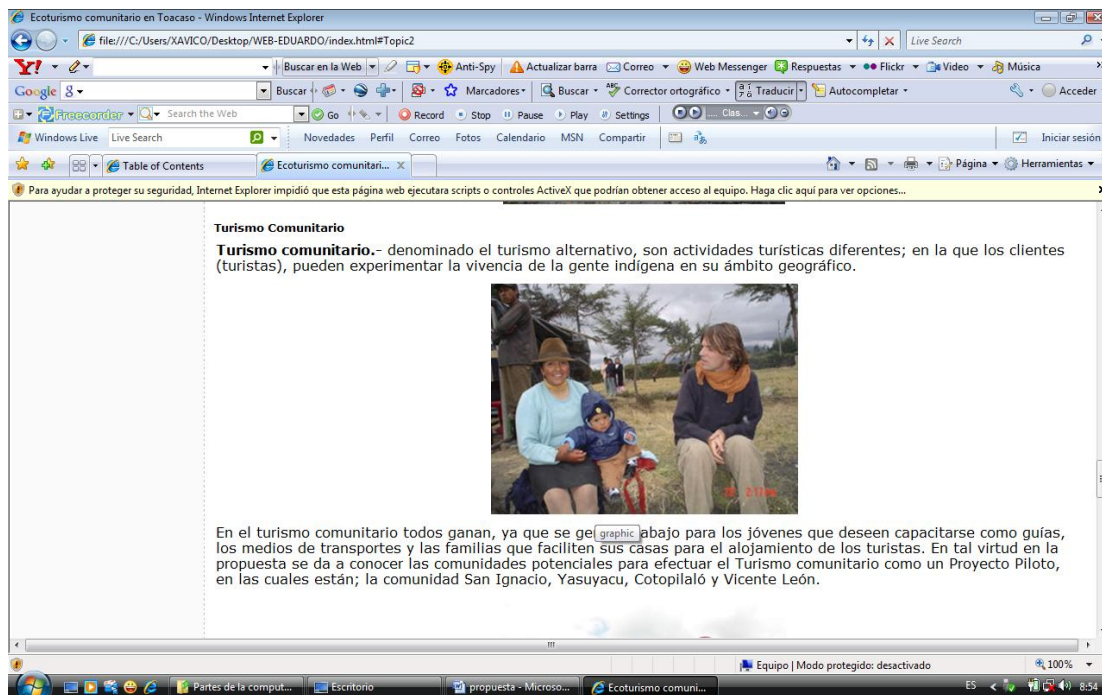 Ecoturismo comunitario en Toacaso - Windows Internet Explorer
file:///C:/Users/XAVICO/Desktop/WEB-EDUARDO/index.html#Topic2 Live Search
Y! Buscar en la Web Anti-Spy Actualizar barra Correo Web Messenger Respuestas Flickr Video Música
Google Buscar Marcadores Buscar Corrector ortográfico Traducir Autocompletar Acceder
Freecorder Search the Web Go Record Stop Play Settings Clas...
Windows Live Live Search Novedades Perfil Correo Fotos Calendario MSN Compartir Iniciar sesión
Table of Contents Ecoturismo comunitari... Página Herramientas
Para ayudar a proteger su seguridad, Internet Explorer impidió que esta página web ejecutara scripts o controles ActiveX que podrían obtener acceso al equipo. Haga clic aquí para ver opciones...
Turismo Comunitario
Turismo comunitario.- denominado el turismo alternativo, son actividades turísticas diferentes; en la que los clientes
(turistas), pueden experimentar la vivencia de la gente indígena en su ámbito geográfico.
En el turismo comunitario todos ganan, ya que se ge graphic abajo para los jóvenes que deseen capacitarse como guías,
los medios de transportes y las familias que faciliten sus casas para el alojamiento de los turistas. En tal virtud en la
propuesta se da a conocer las comunidades potenciales para efectuar el Turismo comunitario como un Proyecto Piloto,
en las cuales están; la comunidad San Ignacio, Yasuyacu, Cotopilaló y Vicente León.
Equipo | Modo protegido: desactivado 100%
Partes de la comput... Escritorio propuesta - Microso... Ecoturismo comuni... ES 8:54